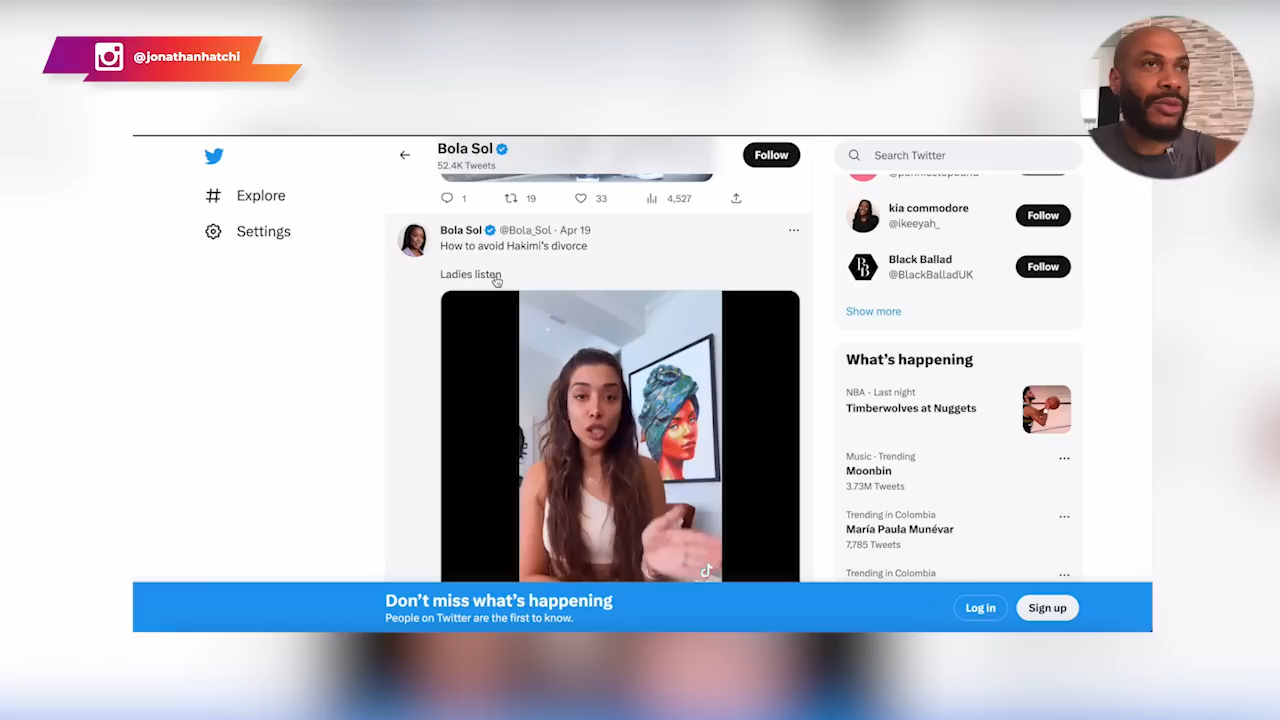 @jonathanhatchi
Bola Sol
52.4K Tweets
Follow
Search Twitter
Explore
Settings
1
19
33
4,527
Bola Sol @Bola_Sol · Apr 19
How to avoid Hakimi's divorce
Ladies listen
kia commodore
@ikeeyah_
Follow
Black Ballad
@BlackBalladUK
Follow
Show more
What's happening
NBA · Last night
Timberwolves at Nuggets
Music · Trending
Moonbin
3.73M Tweets
Trending in Colombia
María Paula Munévar
7,785 Tweets
Trending in Colombia
Don't miss what's happening
People on Twitter are the first to know.
Log in
Sign up